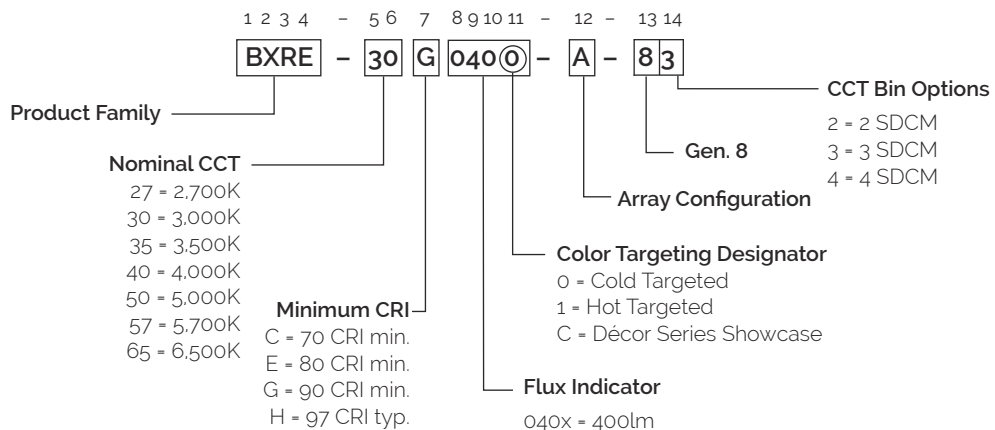 1 2 3 4 – 5 6 7 8 9 10 11 – 12 – 13 14
BXRE – 30 G 0400 – A – 83
Product Family
CCT Bin Options
2 = 2 SDCM
3 = 3 SDCM
4 = 4 SDCM
Gen. 8
Nominal CCT
27 = 2,700K
30 = 3,000K
35 = 3,500K
40 = 4,000K
50 = 5,000K
57 = 5,700K
65 = 6,500K
Array Configuration
Color Targeting Designator
0 = Cold Targeted
1 = Hot Targeted
C = Décor Series Showcase
Minimum CRI
C = 70 CRI min.
E = 80 CRI min.
G = 90 CRI min.
H = 97 CRI typ.
Flux Indicator
040x = 400lm